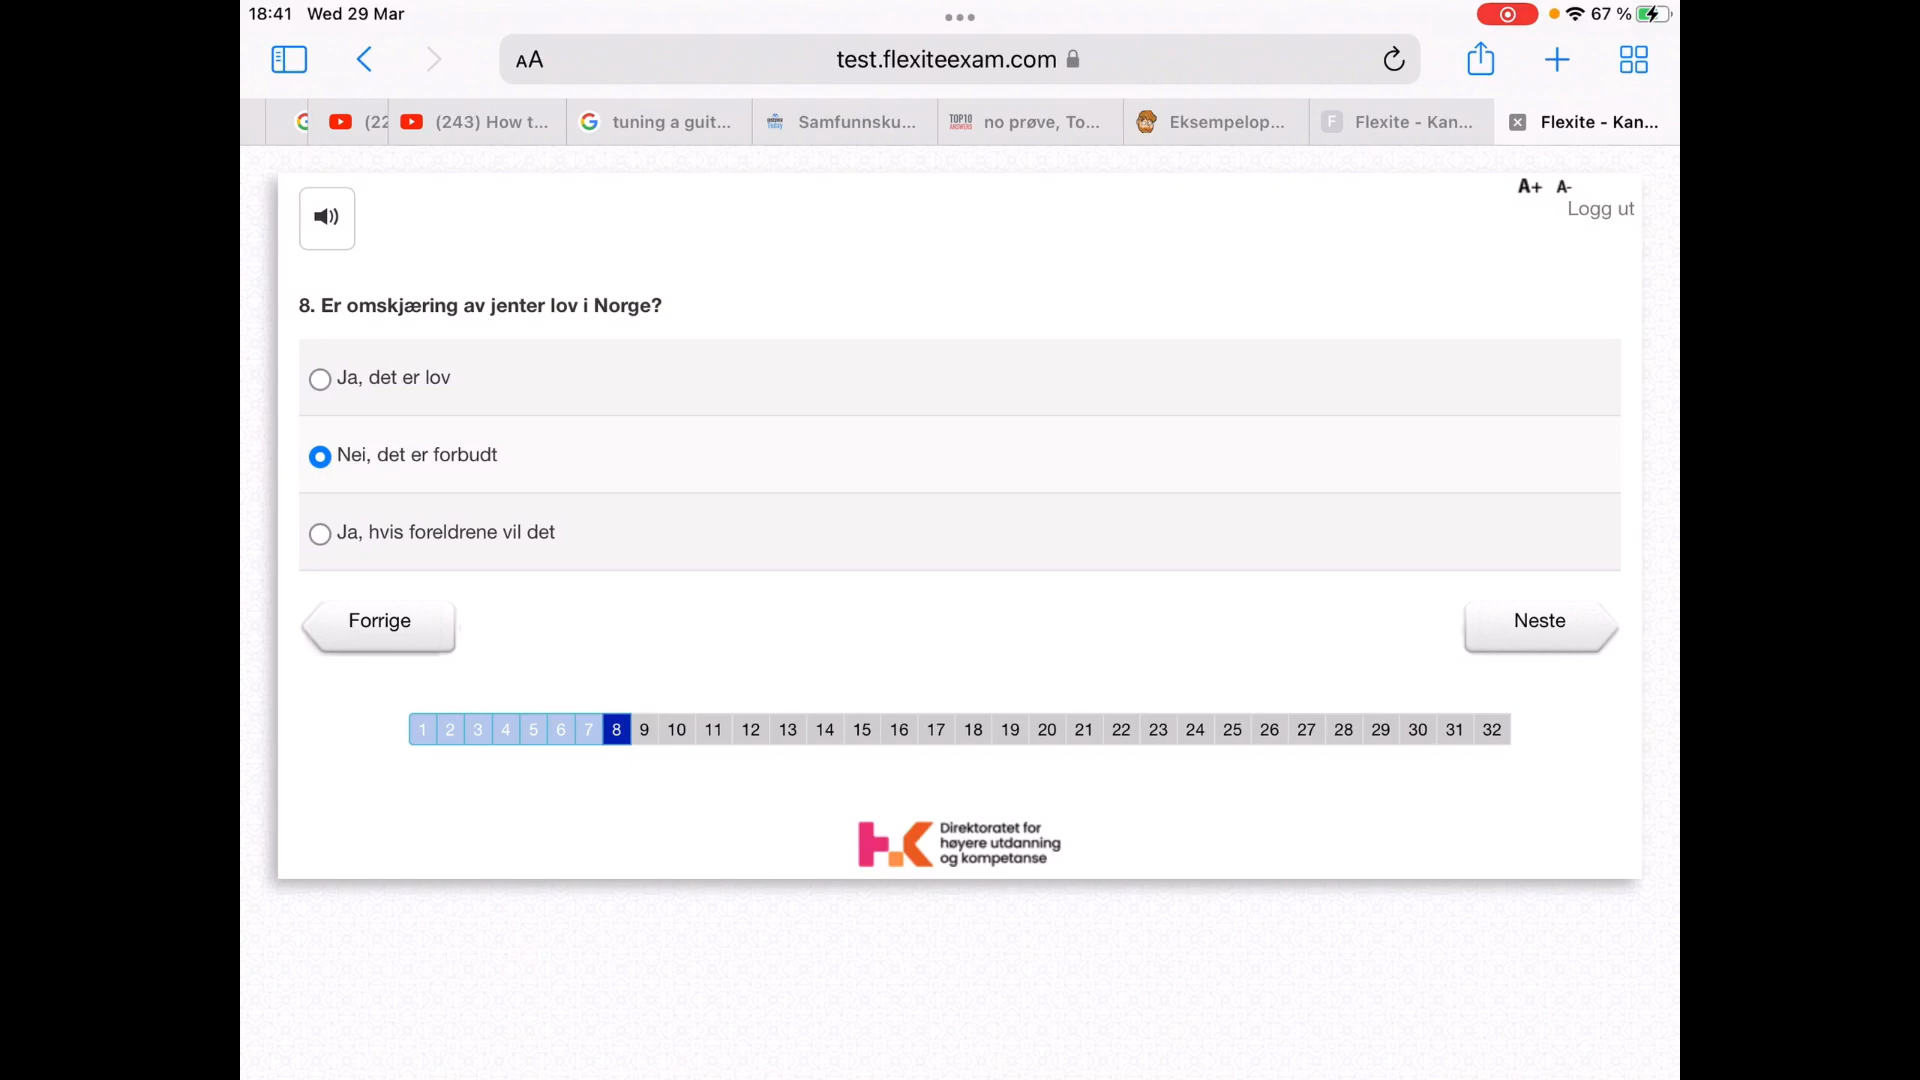 18:41 Wed 29 Mar
67 %
AA
test.flexiteexam.com
(22
(243) How t...
tuning a guit...
Samfunnsku...
TOP10 ANSWERS
no prøve, To...
Eksempelop...
F
Flexite - Kan...
Flexite - Kan...
A+ A-
Logg ut
8. Er omskjæring av jenter lov i Norge?
Ja, det er lov
Nei, det er forbudt
Ja, hvis foreldrene vil det
Forrige
Neste
1 2 3 4 5 6 7 8 9 10 11 12 13 14 15 16 17 18 19 20 21 22 23 24 25 26 27 28 29 30 31 32
Direktoratet for
høyere utdanning
og kompetanse